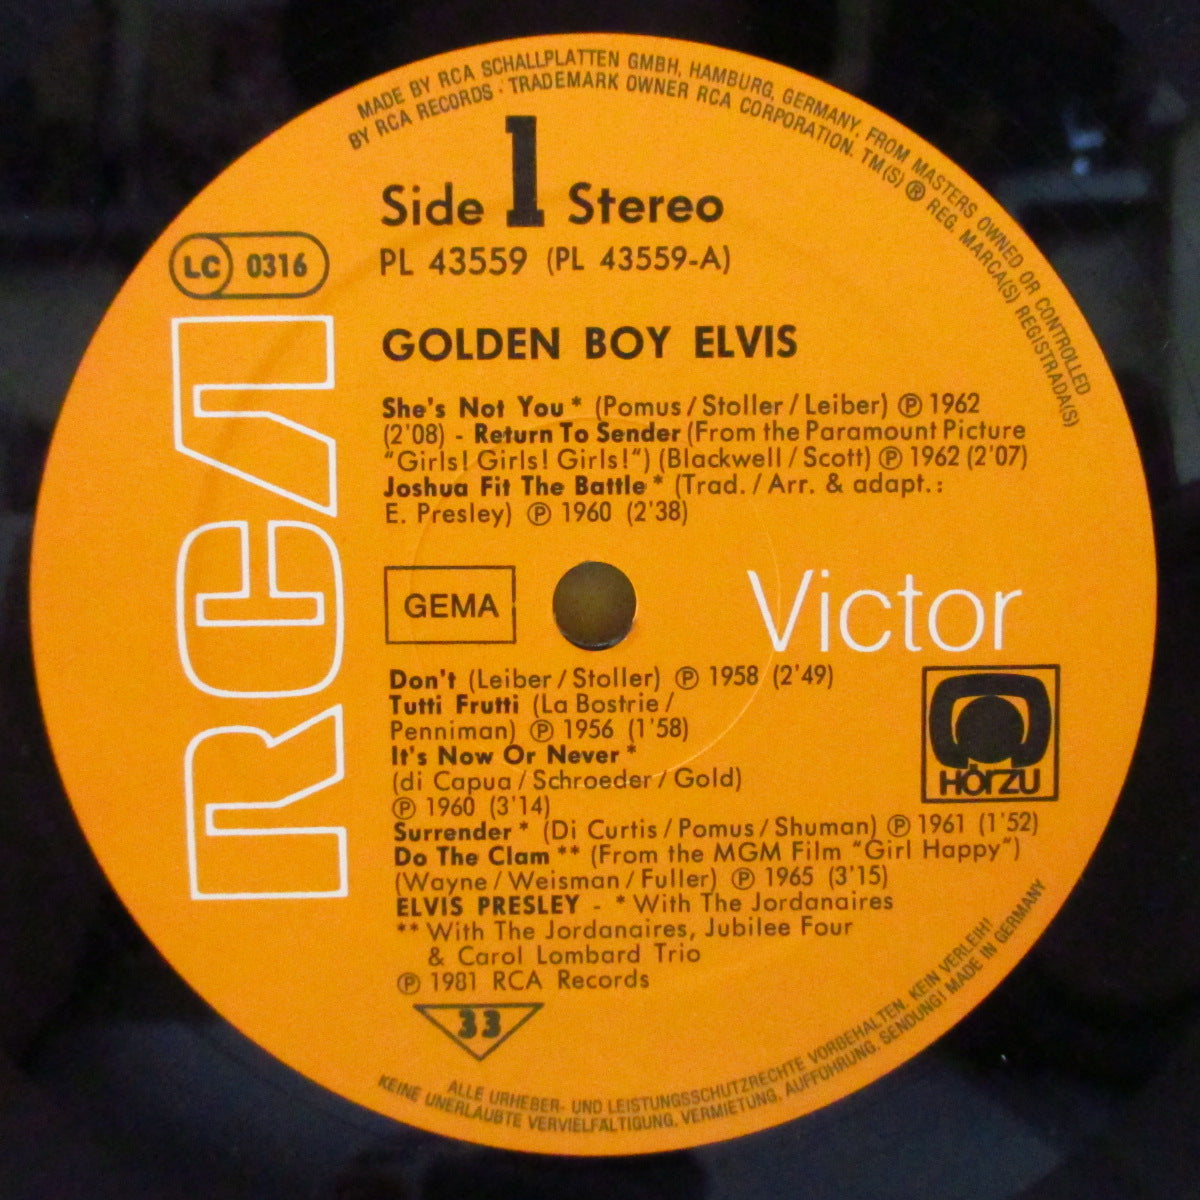 MADE BY RCA SCHALLPLATTEN GMBH, HAMBURG, GERMANY, FROM MASTERS OWNED OR CONTROLLED
BY RCA RECORDS · TRADEMARK OWNER RCA CORPORATION. TM(S) ® REG. MARCA(S) REGISTRADA(S)
Side 1 Stereo
PL 43559 (PL 43559-A)
LC 0316
RCA
GOLDEN BOY ELVIS
She's Not You * (Pomus / Stoller / Leiber) ℗ 1962
(2'08) - Return To Sender (From the Paramount Picture
“Girls! Girls! Girls!“) (Blackwell / Scott) ℗ 1962 (2'07)
Joshua Fit The Battle * (Trad. / Arr. & adapt.:
E. Presley) ℗ 1960 (2'38)
GEMA
Victor
Don't (Leiber / Stoller) ℗ 1958 (2'49)
Tutti Frutti (La Bostrie /
Penniman) ℗ 1956 (1'58)
It's Now Or Never *
(di Capua / Schroeder / Gold)
℗ 1960 (3'14)
HÖRZU
Surrender * (Di Curtis / Pomus / Shuman) ℗ 1961 (1'52)
Do The Clam ** (From the MGM Film “Girl Happy“)
(Wayne / Weisman / Fuller) ℗ 1965 (3'15)
ELVIS PRESLEY - * With The Jordanaires
** With The Jordanaires, Jubilee Four
& Carol Lombard Trio
℗ 1981 RCA Records
33
ALLE URHEBER- UND LEISTUNGSSCHUTZRECHTE VORBEHALTEN. KEIN VERLEIH!
KEINE UNERLAUBTE VERVIELFÄLTIGUNG, VERMIETUNG, AUFFÜHRUNG, SENDUNG! MADE IN GERMANY